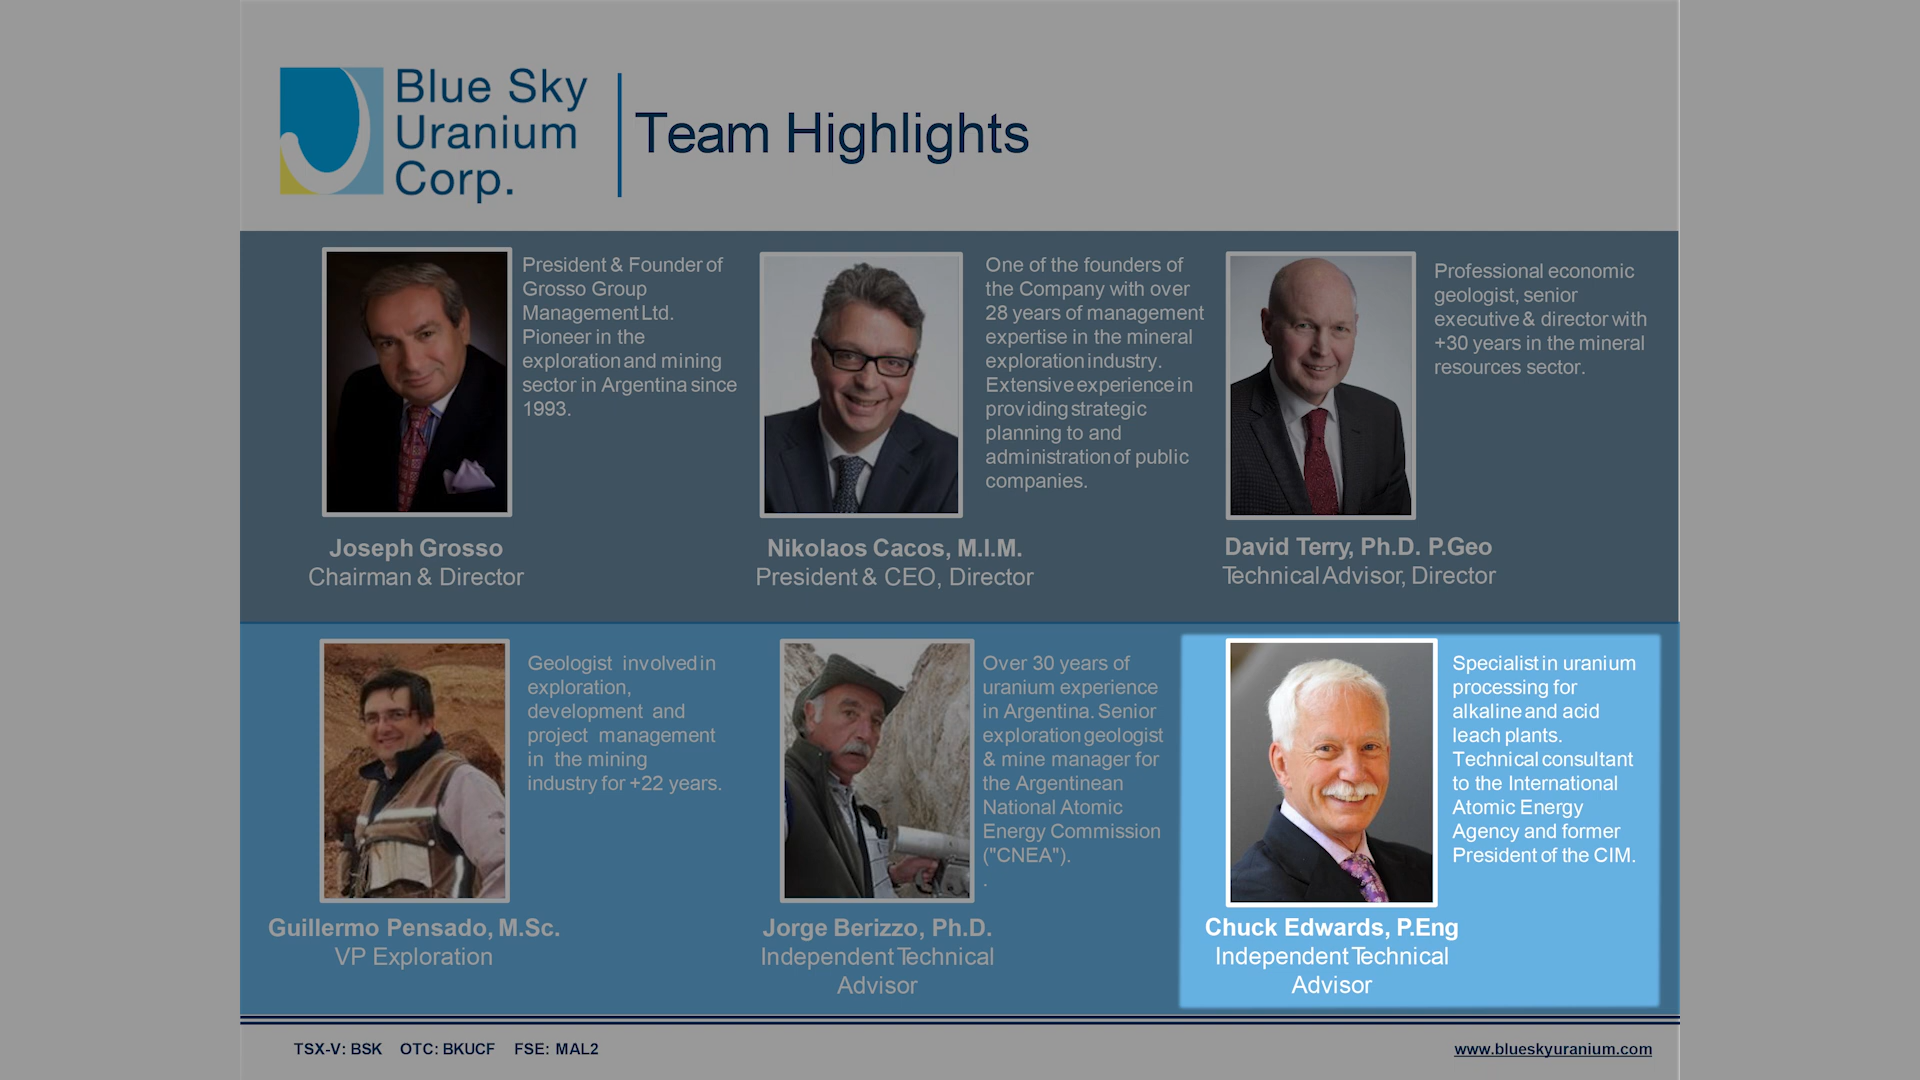 Blue Sky
Uranium
Corp.
Team Highlights
President & Founder of
Grosso Group
Management Ltd.
Pioneer in the
exploration and mining
sector in Argentina since
1993.
Joseph Grosso
Chairman & Director
One of the founders of
the Company with over
28 years of management
expertise in the mineral
exploration industry.
Extensive experience in
providing strategic
planning to and
administration of public
companies.
Nikolaos Cacos, M.I.M.
President & CEO, Director
Professional economic
geologist, senior
executive & director with
+30 years in the mineral
resources sector.
David Terry, Ph.D. P.Geo
Technical Advisor, Director
Geologist involved in
exploration,
development and
project management
in the mining
industry for +22 years.
Guillermo Pensado, M.Sc.
VP Exploration
Over 30 years of
uranium experience
in Argentina. Senior
exploration geologist
& mine manager for
the Argentinean
National Atomic
Energy Commission
("CNEA").
.
Jorge Berizzo, Ph.D.
Independent Technical
Advisor
Specialist in uranium
processing for
alkaline and acid
leach plants.
Technical consultant
to the International
Atomic Energy
Agency and former
President of the CIM.
Chuck Edwards, P.Eng
Independent Technical
Advisor
TSX-V: BSK OTC: BKUCF FSE: MAL2
www.blueskyuranium.com